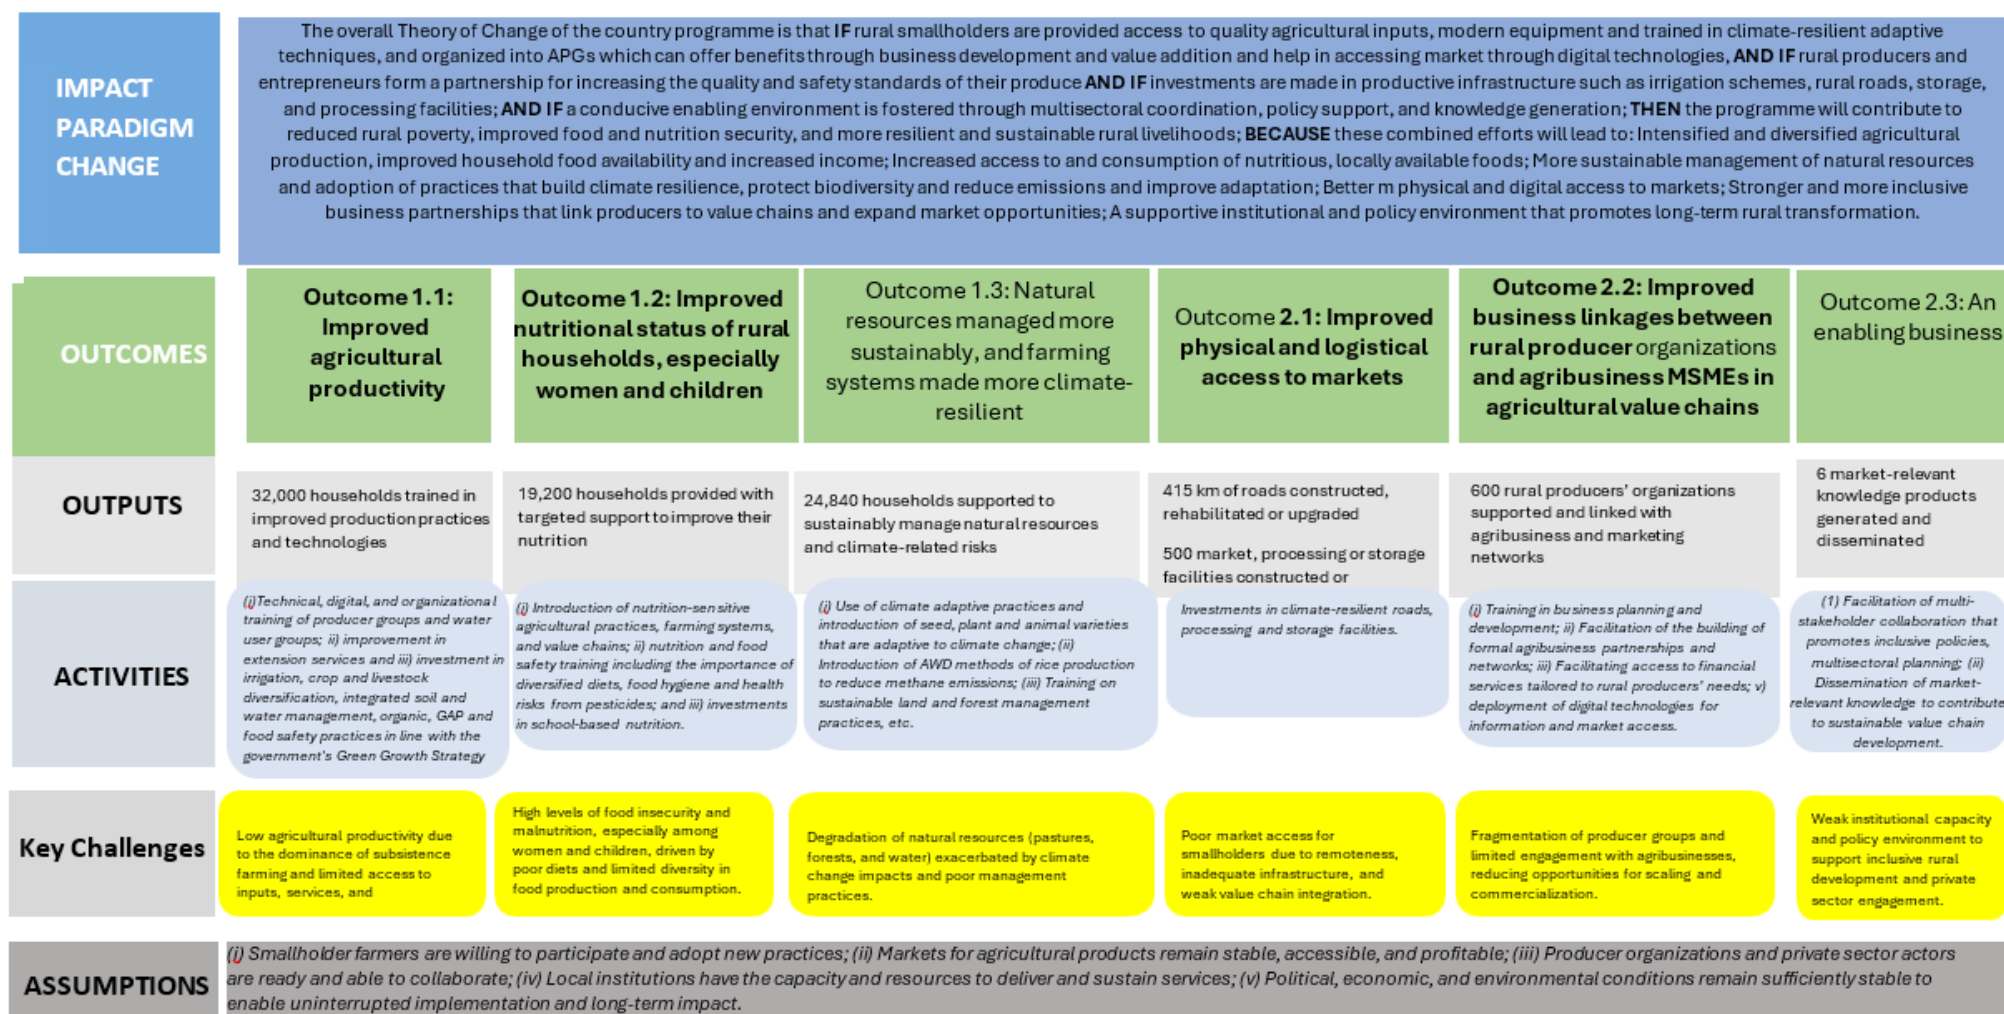 IMPACT
PARADIGM
CHANGE
The overall Theory of Change of the country programme is that IF rural smallholders are provided access to quality agricultural inputs, modern equipment and trained in climate-resilient adaptive
techniques, and organized into APGs which can offer benefits through business development and value addition and help in accessing market through digital technologies, AND IF rural producers and
entrepreneurs form a partnership for increasing the quality and safety standards of their produce AND IF investments are made in productive infrastructure such as irrigation schemes, rural roads, storage,
and processing facilities; AND IF a conducive enabling environment is fostered through multisectoral coordination, policy support, and knowledge generation; THEN the programme will contribute to
reduced rural poverty, improved food and nutrition security, and more resilient and sustainable rural livelihoods; BECAUSE these combined efforts will lead to: Intensified and diversified agricultural
production, improved household food availability and increased income; Increased access to and consumption of nutritious, locally available foods; More sustainable management of natural resources
and adoption of practices that build climate resilience, protect biodiversity and reduce emissions and improve adaptation; Better m physical and digital access to markets; Stronger and more inclusive
business partnerships that link producers to value chains and expand market opportunities; A supportive institutional and policy environment that promotes long-term rural transformation.
OUTCOMES
Outcome 1.1:
Improved
agricultural
productivity
Outcome 1.2: Improved
nutritional status of rural
households, especially
women and children
Outcome 1.3: Natural
resources managed more
sustainably, and farming
systems made more climate-
resilient
Outcome 2.1: Improved
physical and logistical
access to markets
Outcome 2.2: Improved
business linkages between
rural producer organizations
and agribusiness MSMEs in
agricultural value chains
Outcome 2.3: An
enabling business
OUTPUTS
32,000 households trained in
improved production practices
and technologies
19,200 households provided with
targeted support to improve their
nutrition
24,840 households supported to
sustainably manage natural resources
and climate-related risks
415 km of roads constructed,
rehabilitated or upgraded
500 market, processing or storage
facilities constructed or
600 rural producers' organizations
supported and linked with
agribusiness and marketing
networks
6 market-relevant
knowledge products
generated and
disseminated
ACTIVITIES
(i)Technical, digital, and organizational
training of producer groups and water
user groups; ii) improvement in
extension services and iii) investment in
irrigation, crop and livestock
diversification, integrated soil and
water management, organic, GAP and
food safety practices in line with the
government's Green Growth Strategy
(i) Introduction of nutrition-sensitive
agricultural practices, farming systems,
and value chains; ii) nutrition and food
safety training including the importance of
diversified diets, food hygiene and health
risks from pesticides; and iii) investments
in school-based nutrition.
(i) Use of climate adaptive practices and
introduction of seed, plant and animal varieties
that are adaptive to climate change; (ii)
Introduction of AWD methods of rice production
to reduce methane emissions; (iii) Training on
sustainable land and forest management
practices, etc.
Investments in climate-resilient roads,
processing and storage facilities.
(i) Training in business planning and
development; ii) Facilitation of the building of
formal agribusiness partnerships and
networks; iii) Facilitating access to financial
services tailored to rural producers' needs; v)
deployment of digital technologies for
information and market access.
(1) Facilitation of multi-
stakeholder collaboration that
promotes inclusive policies,
multisectoral planning; (ii)
Dissemination of market-
relevant knowledge to contribute
to sustainable value chain
development.
Key Challenges
Low agricultural productivity due
to the dominance of subsistence
farming and limited access to
inputs, services, and
High levels of food insecurity and
malnutrition, especially among
women and children, driven by
poor diets and limited diversity in
food production and consumption.
Degradation of natural resources (pastures,
forests, and water) exacerbated by climate
change impacts and poor management
practices.
Poor market access for
smallholders due to remoteness,
inadequate infrastructure, and
weak value chain integration.
Fragmentation of producer groups and
limited engagement with agribusinesses,
reducing opportunities for scaling and
commercialization.
Weak institutional capacity
and policy environment to
support inclusive rural
development and private
sector engagement.
ASSUMPTIONS
(i) Smallholder farmers are willing to participate and adopt new practices; (ii) Markets for agricultural products remain stable, accessible, and profitable; (iii) Producer organizations and private sector actors
are ready and able to collaborate; (iv) Local institutions have the capacity and resources to deliver and sustain services; (v) Political, economic, and environmental conditions remain sufficiently stable to
enable uninterrupted implementation and long-term impact.